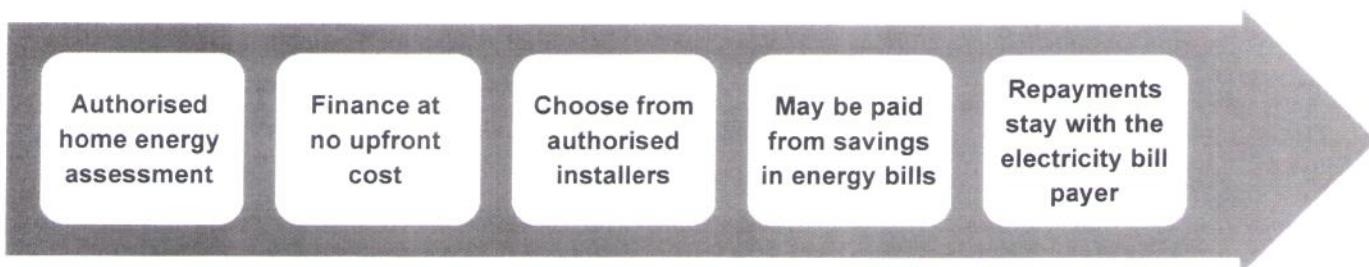 Authorised
home energy
assessment
Finance at
no upfront
cost
Choose from
authorised
installers
May be paid
from savings
in energy bills
Repayments
stay with the
electricity bill
payer